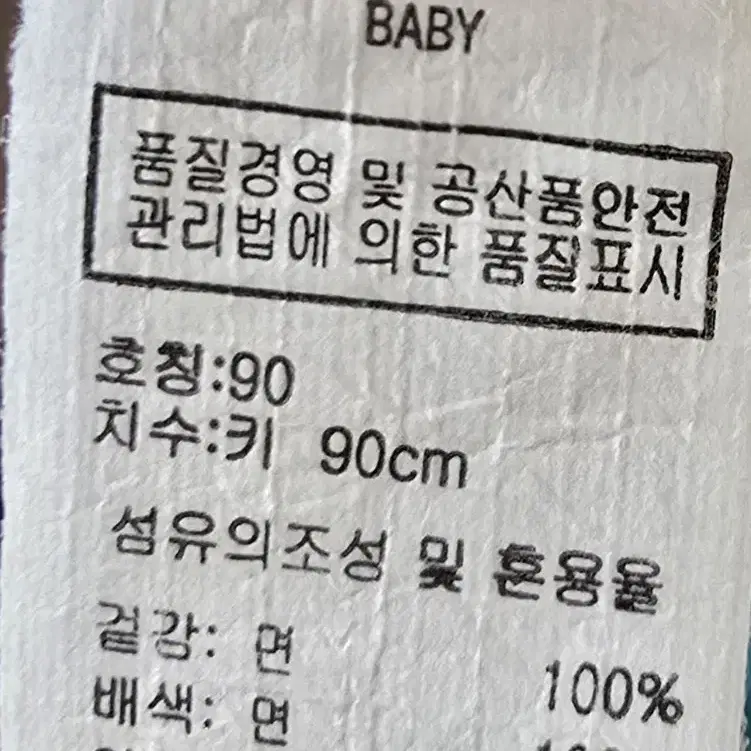 BABY
품질경영 및 공산품안전
관리법에 의한 품질표시
호칭:90
치수:키 90cm
섬유의조성 및 혼용율
겉감: 면 100%
배색: 면